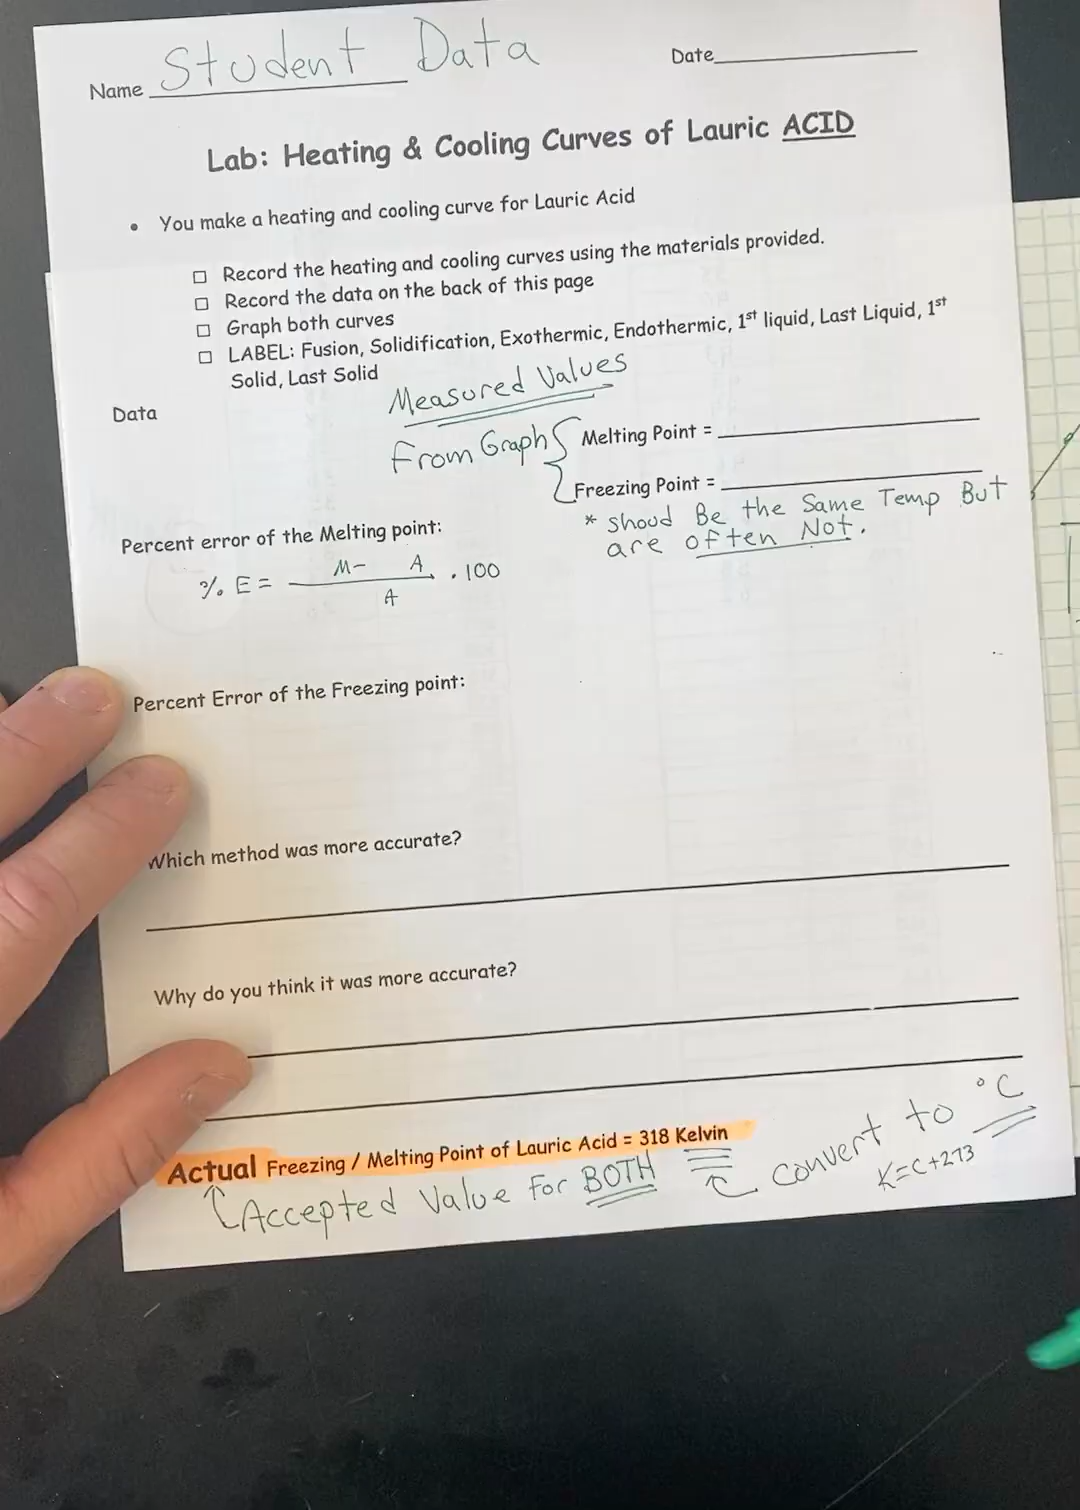 Name Student Data Date
Lab: Heating & Cooling Curves of Lauric ACID
• You make a heating and cooling curve for Lauric Acid
□ Record the heating and cooling curves using the materials provided.
□ Record the data on the back of this page
□ Graph both curves
□ LABEL: Fusion, Solidification, Exothermic, Endothermic, 1st liquid, Last Liquid, 1st
Solid, Last Solid
Measured Values
Data
From Graph { Melting Point =
Freezing Point =
* shoud Be the Same Temp But
are often Not.
Percent error of the Melting point:
% E = M- A . 100
A
Percent Error of the Freezing point:
Which method was more accurate?
Why do you think it was more accurate?
Actual Freezing / Melting Point of Lauric Acid = 318 Kelvin
↑ Accepted Value for BOTH
convert to °C
K=C+273